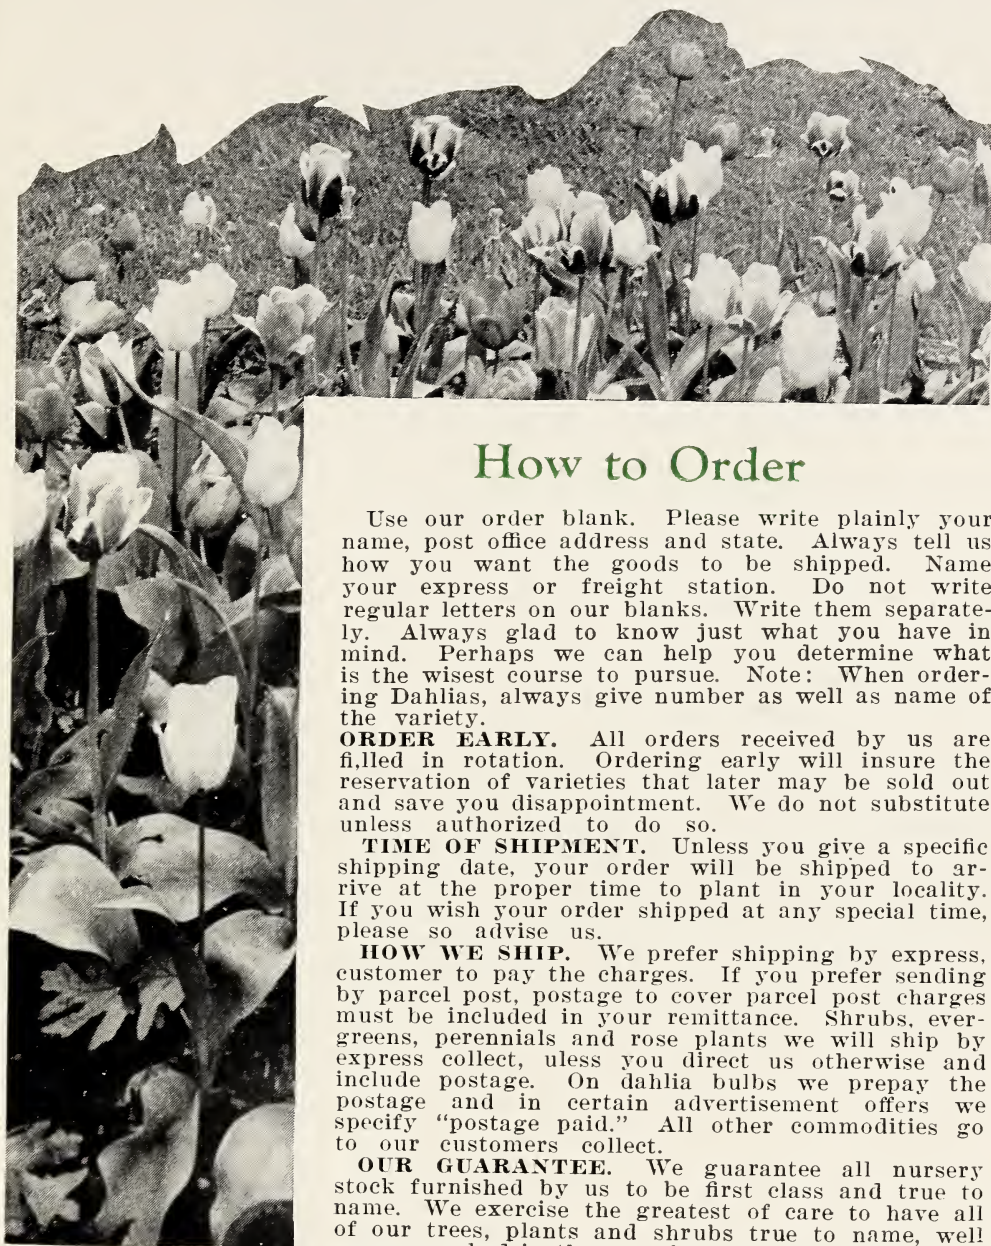 How to Order
Use our order blank. Please write plainly your
name, post office address and state. Always tell us
how you want the goods to be shipped. Name
your express or freight station. Do not write
regular letters on our blanks. Write them separate-
ly. Always glad to know just what you have in
mind. Perhaps we can help you determine what
is the wisest course to pursue. Note: When order-
ing Dahlias, always give number as well as name of
the variety.
ORDER EARLY. All orders received by us are
fi,lled in rotation. Ordering early will insure the
reservation of varieties that later may be sold out
and save you disappointment. We do not substitute
unless authorized to do so.
TIME OF SHIPMENT. Unless you give a specific
shipping date, your order will be shipped to ar-
rive at the proper time to plant in your locality.
If you wish your order shipped at any special time,
please so advise us.
HOW WE SHIP. We prefer shipping by express,
customer to pay the charges. If you prefer sending
by parcel post, postage to cover parcel post charges
must be included in your remittance. Shrubs, ever-
greens, perennials and rose plants we will ship by
express collect, uless you direct us otherwise and
include postage. On dahlia bulbs we prepay the
postage and in certain advertisement offers we
specify "postage paid." All other commodities go
to our customers collect.
OUR GUARANTEE. We guarantee all nursery
stock furnished by us to be first class and true to
name. We exercise the greatest of care to have all
of our trees, plants and shrubs true to name, well